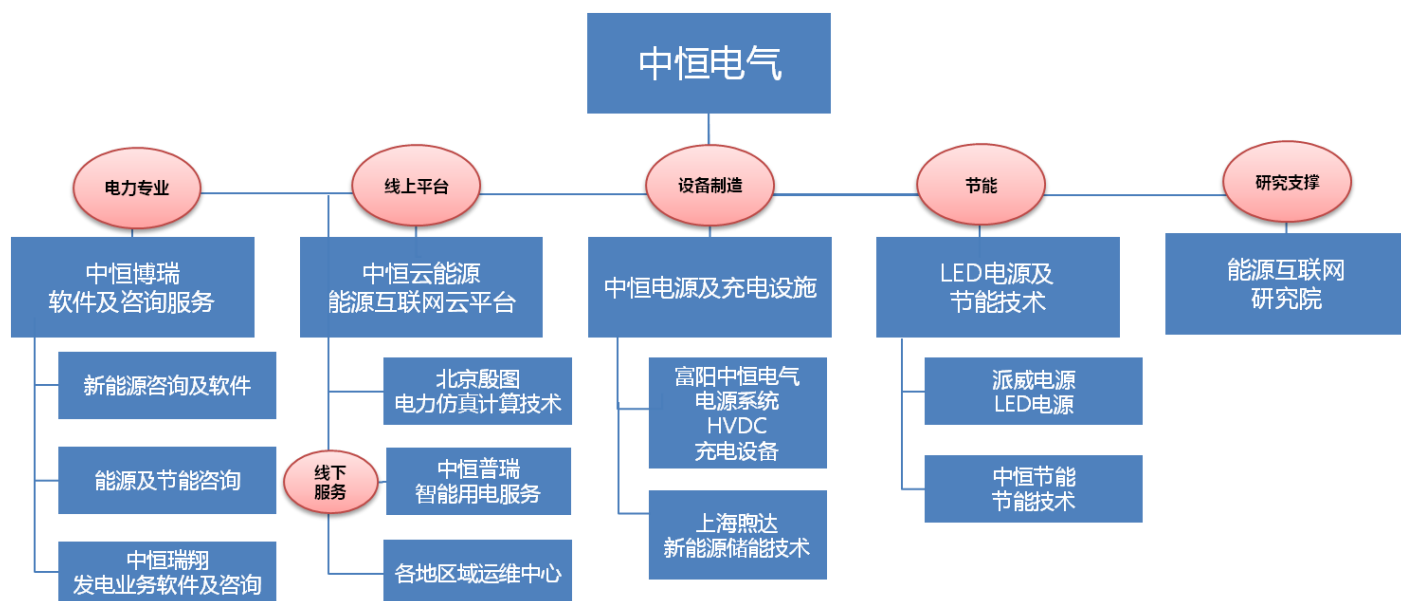 中恒电气
电力专业
线上平台
设备制造
节能
研究支撑
中恒博瑞
软件及咨询服务
中恒云能源
能源互联网云平台
中恒电源及充电设施
LED电源及
节能技术
能源互联网
研究院
新能源咨询及软件
能源及节能咨询
中恒瑞翔
发电业务软件及咨询
北京殷图
电力仿真计算技术
线下
服务
中恒普瑞
智能用电服务
各地区域运维中心
富阳中恒电气
电源系统
HVDC
充电设备
上海煦达
新能源储能技术
派威电源
LED电源
中恒节能
节能技术